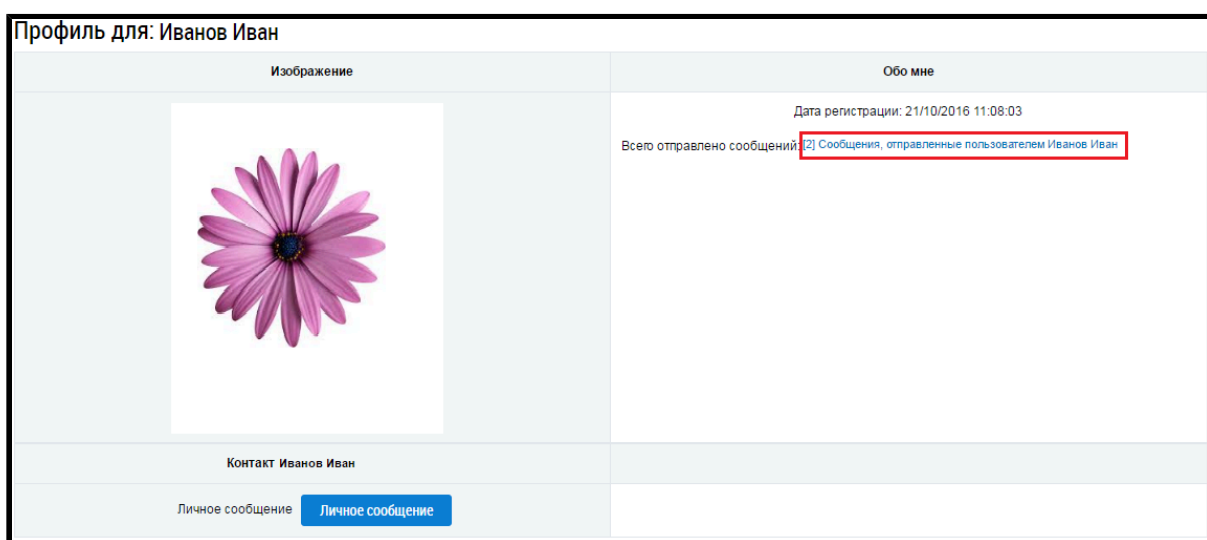 Профиль для: Иванов Иван
Изображение
Обо мне
Дата регистрации: 21/10/2016 11:08:03
Всего отправлено сообщений:[2] Сообщения, отправленные пользователем Иванов Иван
Контакт Иванов Иван
Личное сообщение Личное сообщение